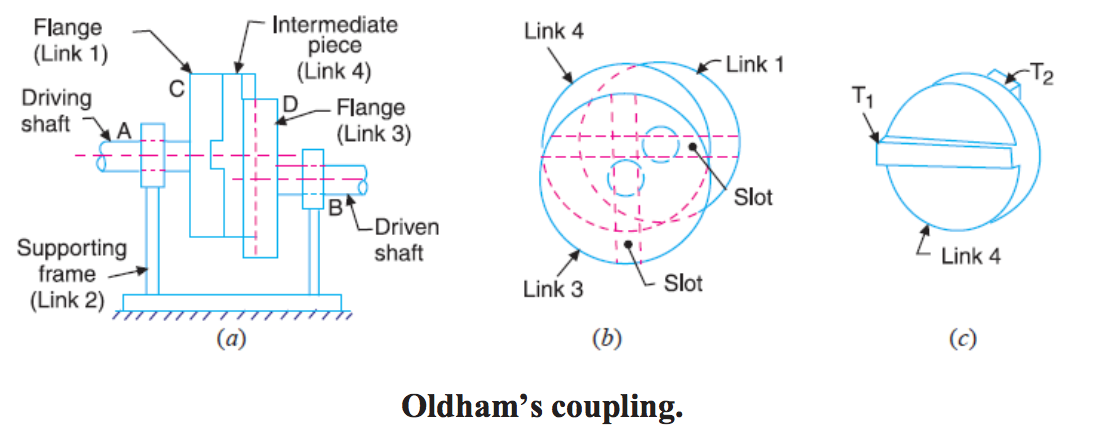 Flange
(Link 1)
Intermediate
piece
(Link 4)
C
D
Driving
shaft
A
Flange
(Link 3)
B
Driven
shaft
Supporting
frame
(Link 2)
(a)
Link 4
Link 1
Slot
Link 3
Slot
(b)
T1
T2
Link 4
(c)
Oldham’s coupling.